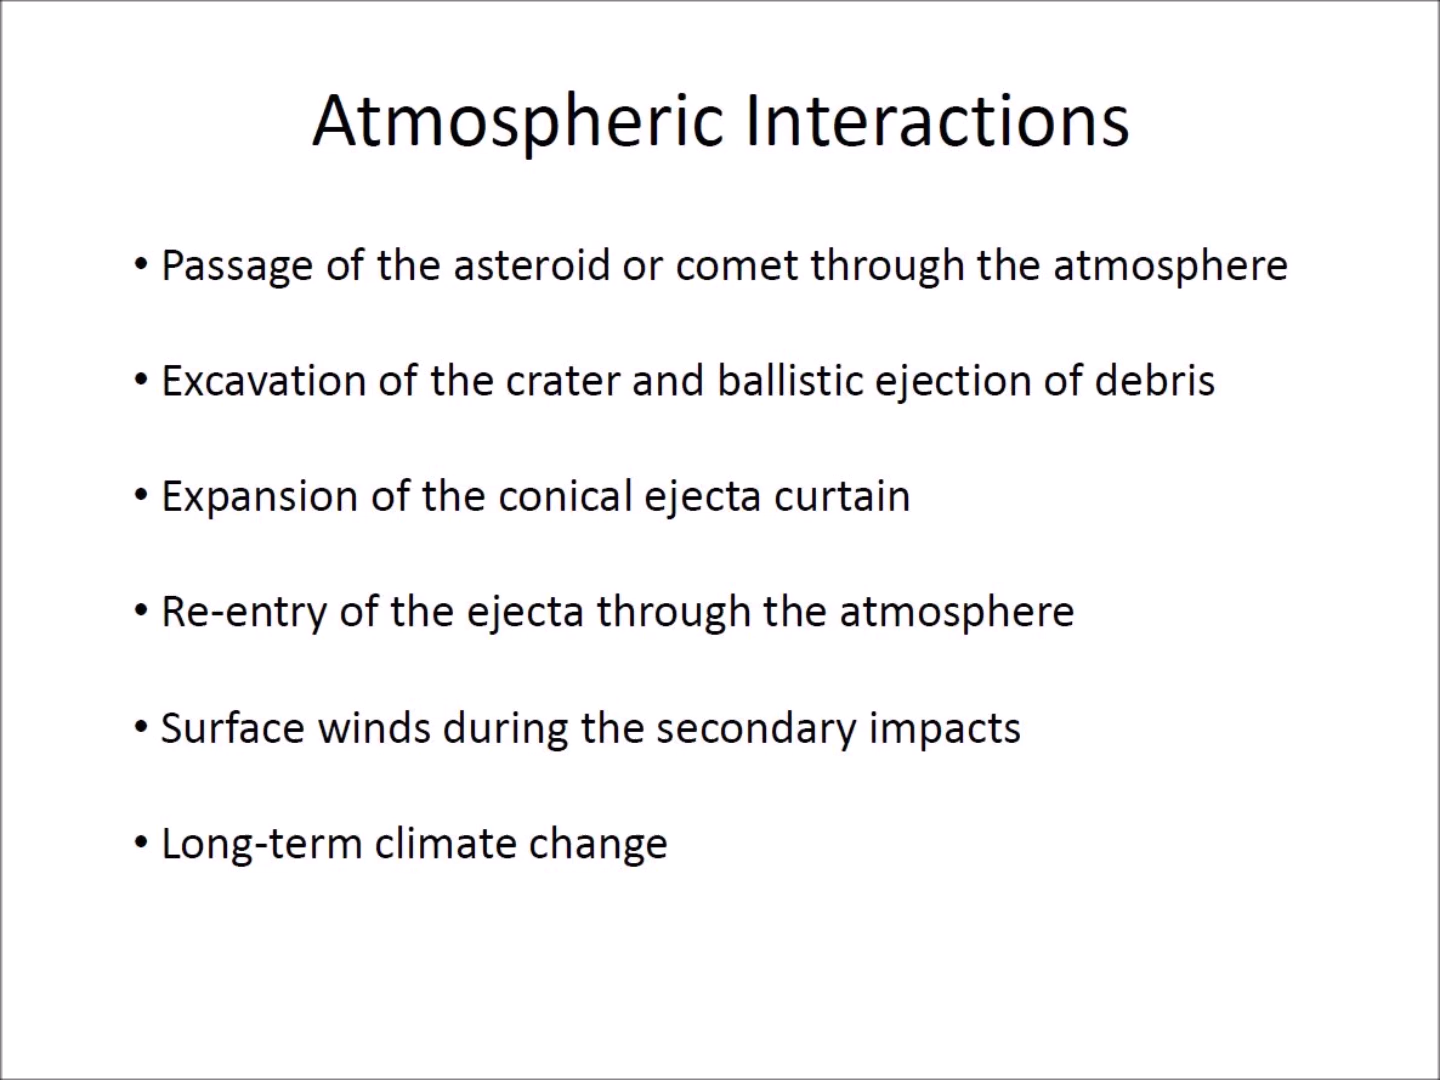 Atmospheric Interactions
• Passage of the asteroid or comet through the atmosphere
• Excavation of the crater and ballistic ejection of debris
• Expansion of the conical ejecta curtain
• Re-entry of the ejecta through the atmosphere
• Surface winds during the secondary impacts
• Long-term climate change